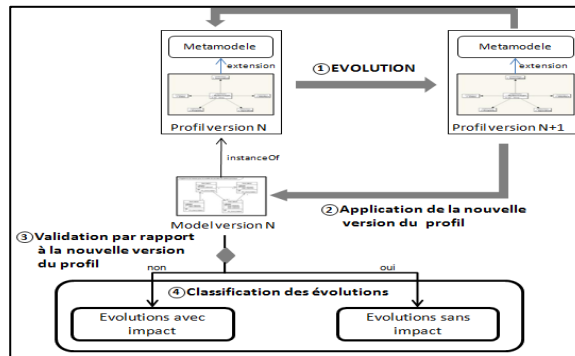 Metamodele
extension
Profil version N
①EVOLUTION
Metamodele
extension
Profil version N+1
instanceOf
Model version N
②Application de la nouvelle
version du profil
③Validation par rapport
à la nouvelle version
du profil
non
oui
④Classification des évolutions
Evolutions avec
impact
Evolutions sans
impact